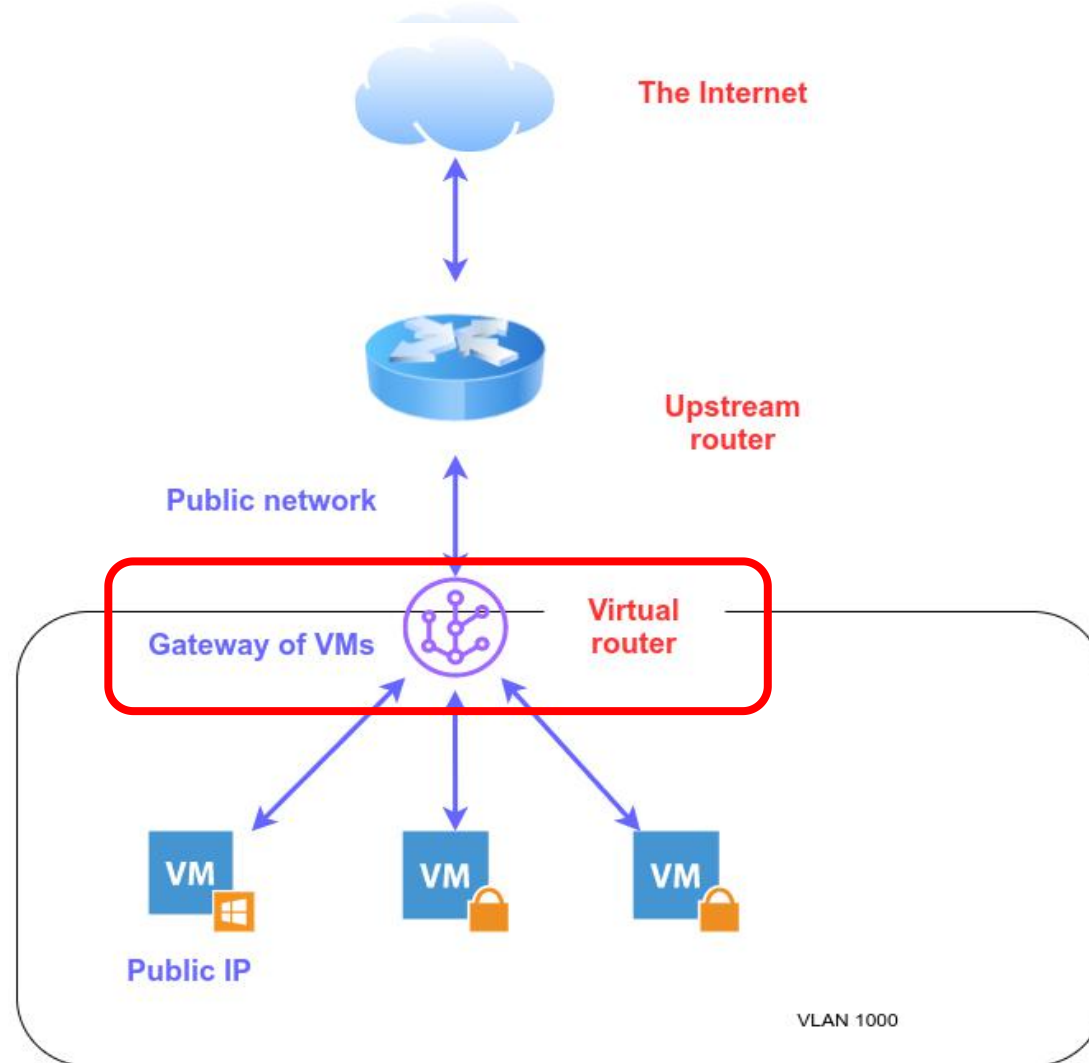 The Internet
Upstream
router
Public network
Virtual
router
Gateway of VMs
VM
VM
VM
Public IP
VLAN 1000